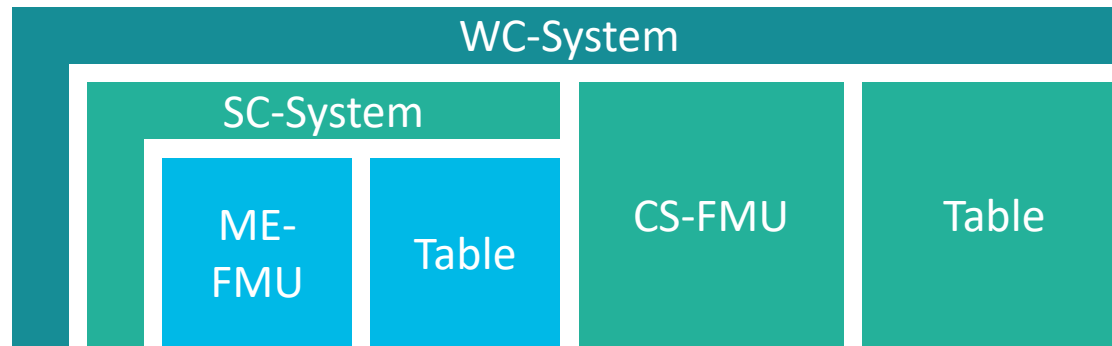 WC-System
SC-System
ME-
FMU
Table
CS-FMU
Table